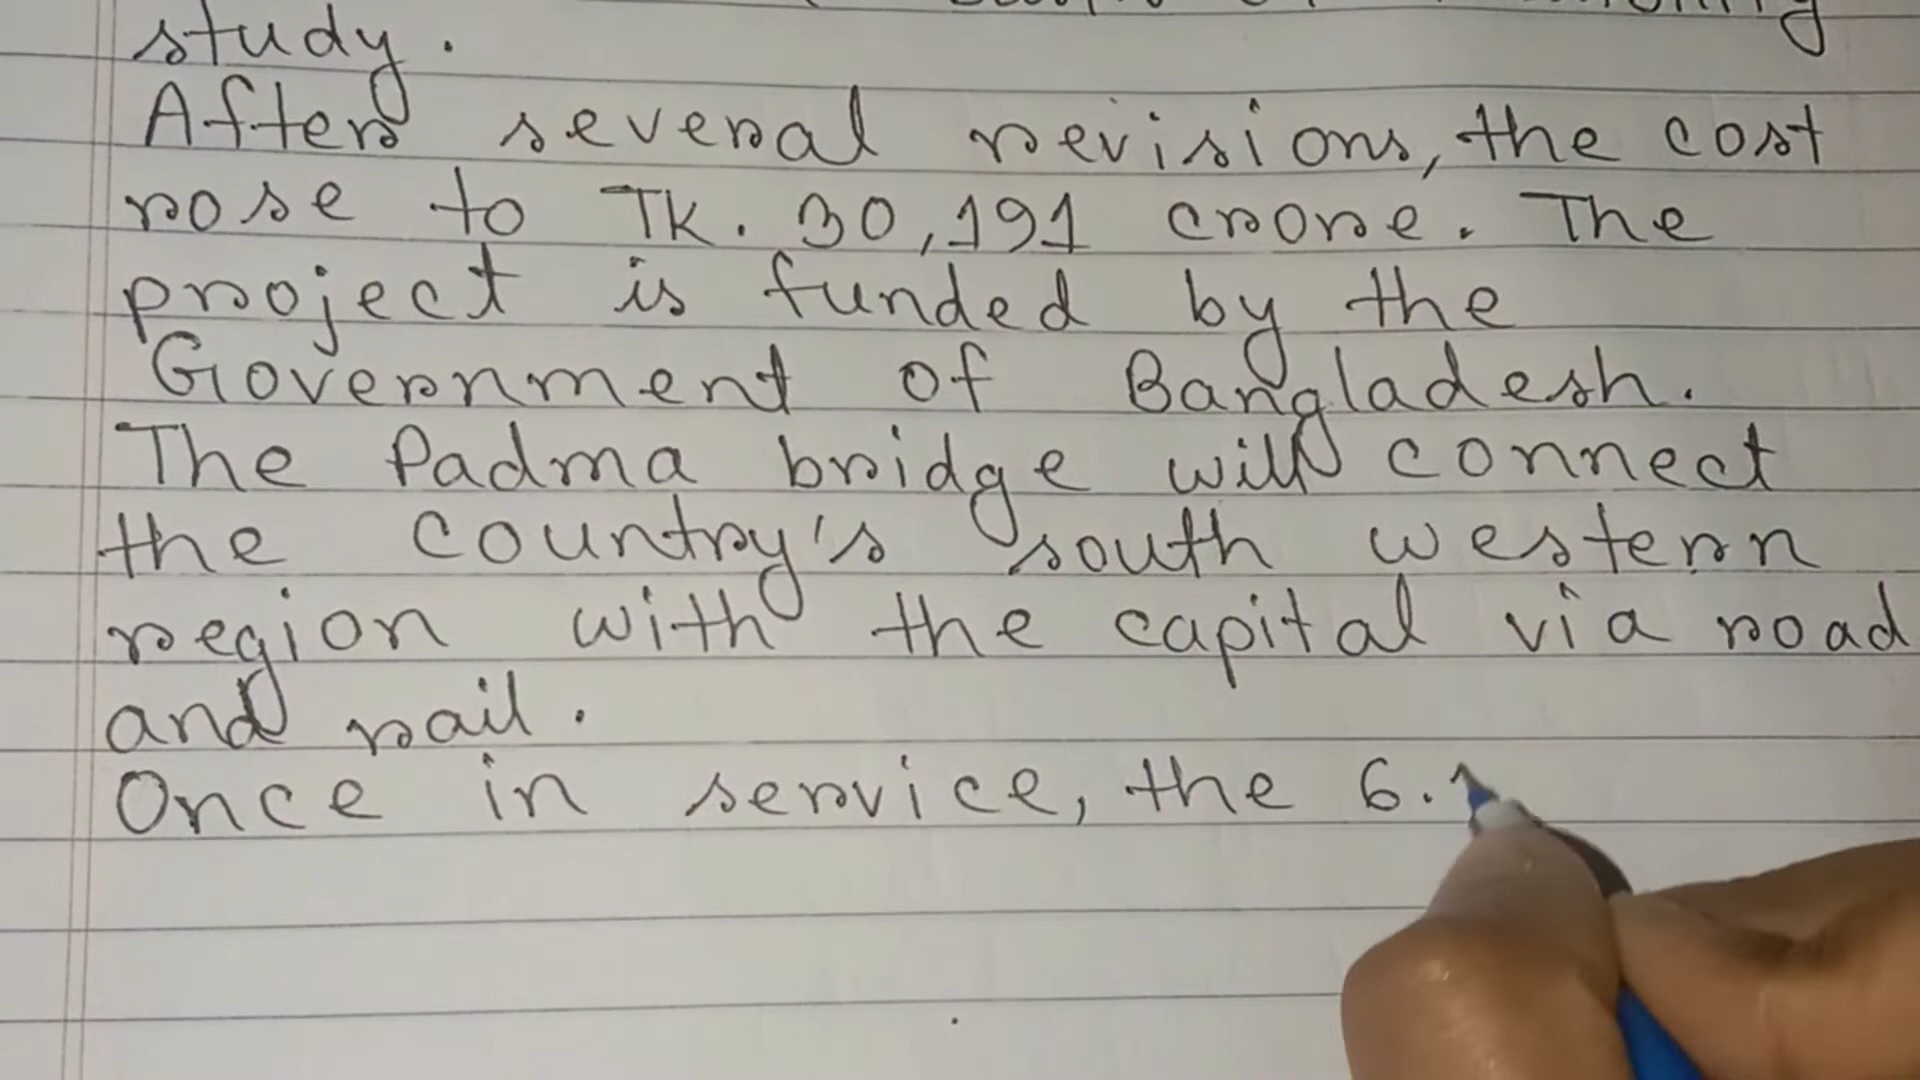 study.
After several revisions, the cost
rose to TK. 30,191 crore. The
project is funded by the
Government of Bangladesh.
The Padma bridge will connect
the country's south western
region with the capital via road
and rail.
Once in service, the 6.